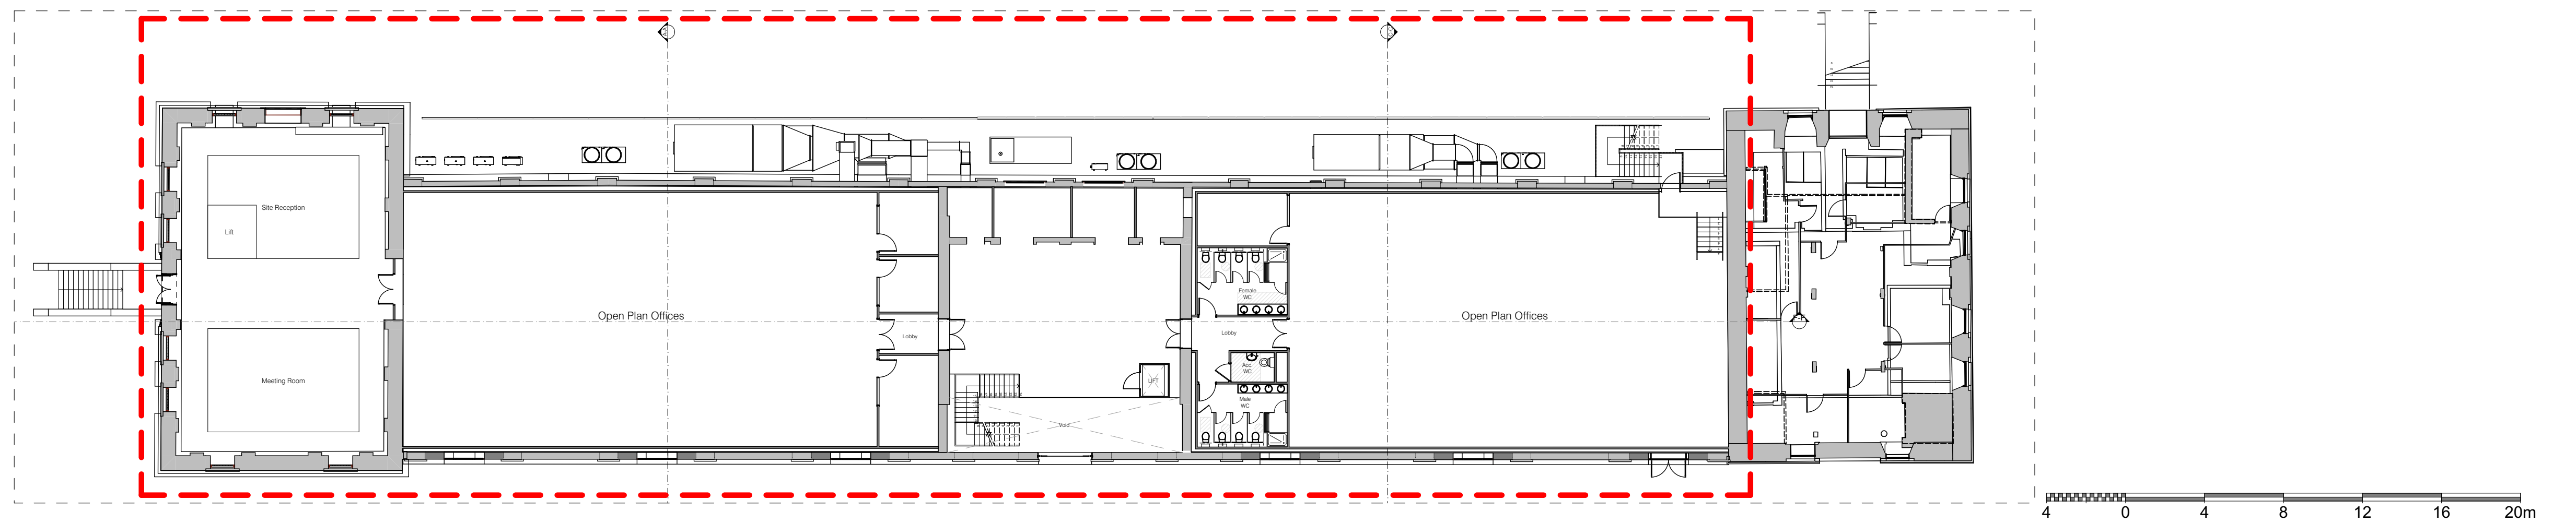 Site Reception
Lift
Meeting Room
Open Plan Offices
Lobby
LIFT
Void
Female
WC
Lobby
Acc.
WC
Male
WC
Open Plan Offices
4 0 4 8 12 16 20m